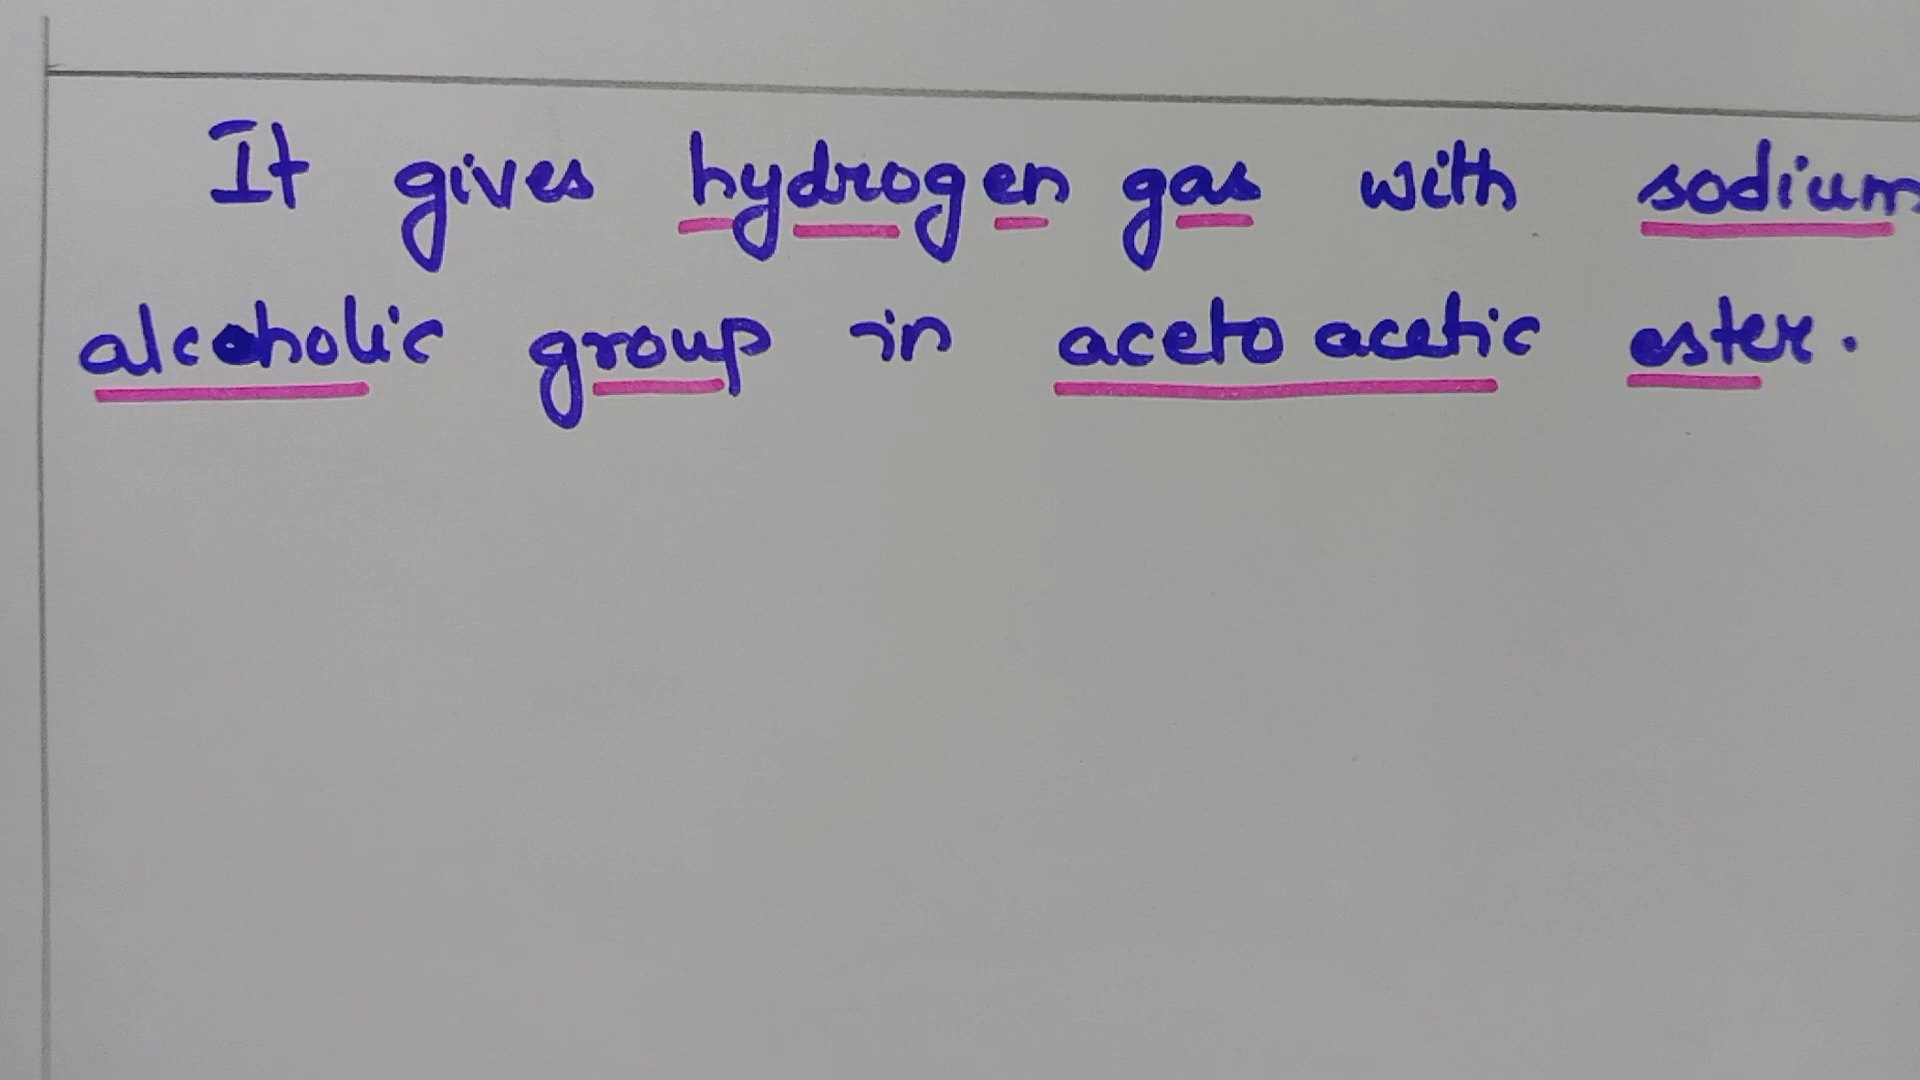 It gives hydrogen gas with sodium
alcoholic group in aceto acetic ester.